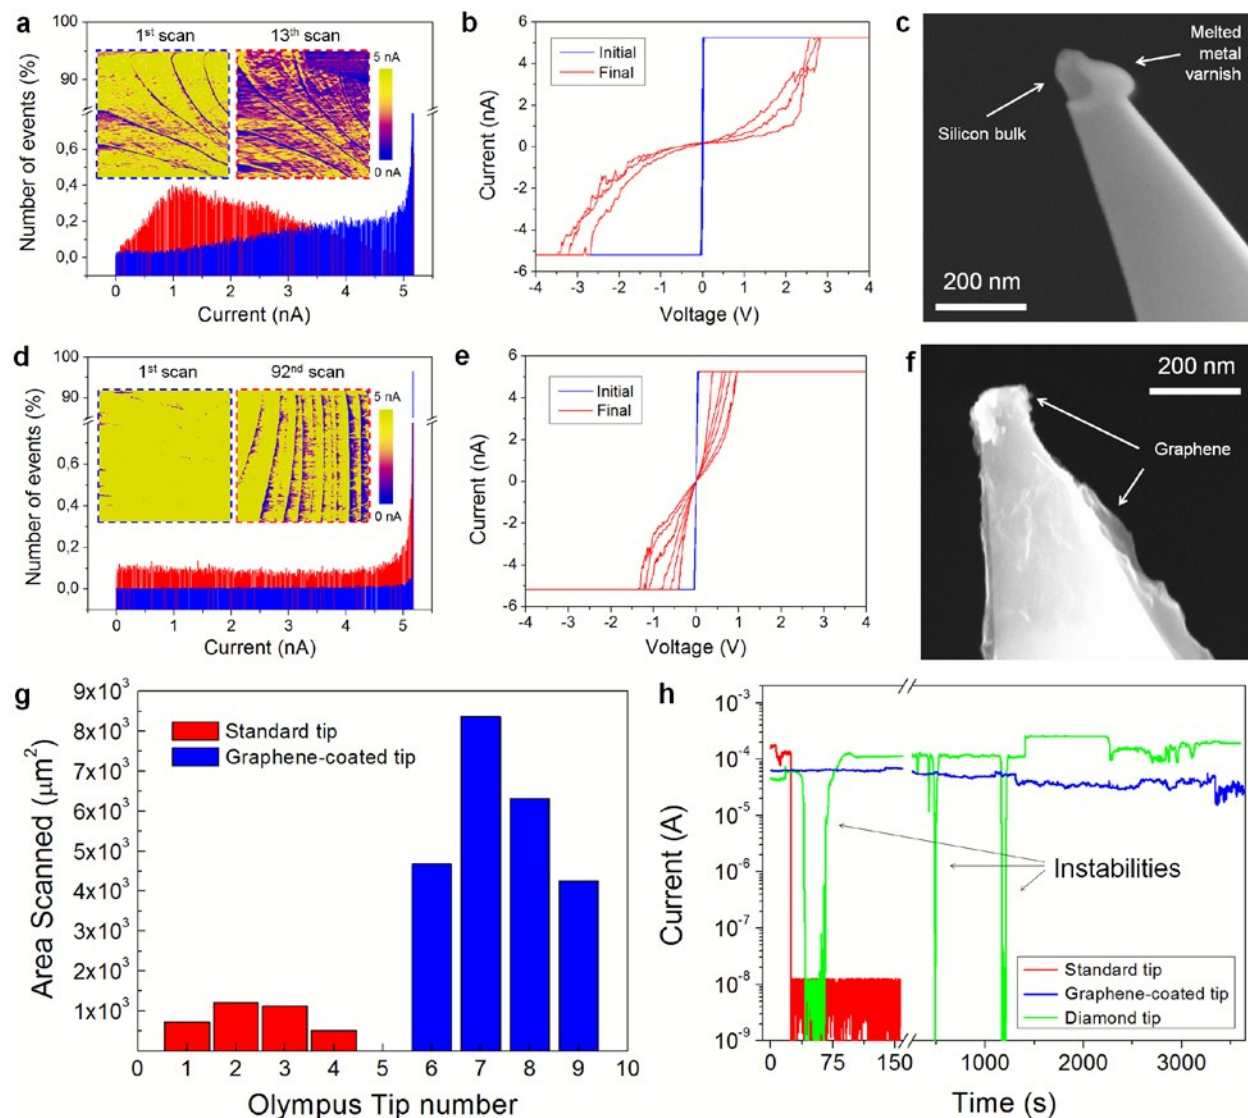 a
100
95
90
0,6
0,4
0,2
0,0
Number of events (%)
1st scan
13th scan
5 nA
0 nA
0 1 2 3 4 5
Current (nA)
b
6
4
2
0
-2
-4
-6
Current (nA)
Initial
Final
-4 -3 -2 -1 0 1 2 3 4
Voltage (V)
c
Melted
metal
varnish
Silicon bulk
200 nm
d
100
95
90
0,6
0,4
0,2
0,0
Number of events (%)
1st scan
92nd scan
5 nA
0 nA
0 1 2 3 4 5
Current (nA)
e
6
4
2
0
-2
-4
-6
Current (nA)
Initial
Final
-4 -3 -2 -1 0 1 2 3 4
Voltage (V)
f
200 nm
Graphene
g
9x10³
8x10³
7x10³
6x10³
5x10³
4x10³
3x10³
2x10³
1x10³
Area Scanned (µm²)
Standard tip
Graphene-coated tip
0 1 2 3 4 5 6 7 8 9 10
Olympus Tip number
h
10⁻³
10⁻⁴
10⁻⁵
10⁻⁶
10⁻⁷
10⁻⁸
10⁻⁹
Current (A)
Instabilities
Standard tip
Graphene-coated tip
Diamond tip
0 75 150 1000 2000 3000
Time (s)